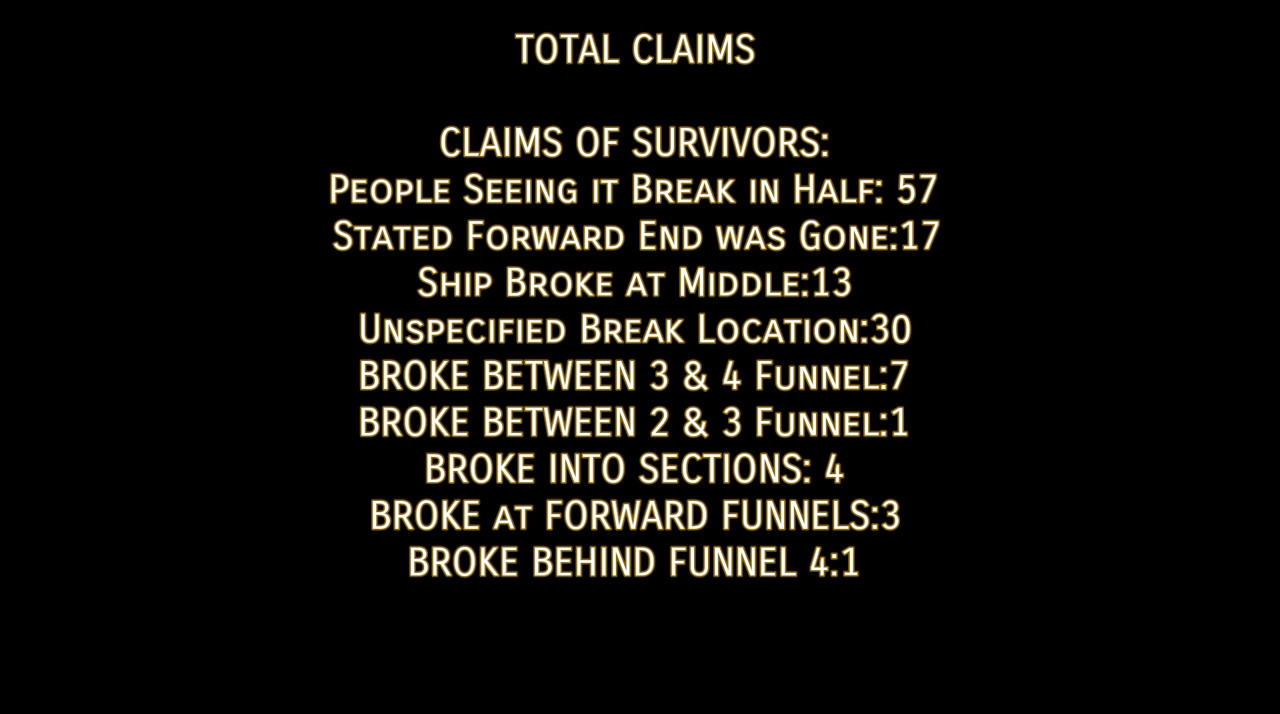 TOTAL CLAIMS
CLAIMS OF SURVIVORS:
People Seeing it Break in Half: 57
Stated Forward End was Gone:17
Ship Broke at Middle:13
Unspecified Break Location:30
BROKE BETWEEN 3 & 4 Funnel:7
BROKE BETWEEN 2 & 3 Funnel:1
BROKE INTO SECTIONS: 4
BROKE at FORWARD FUNNELS:3
BROKE BEHIND FUNNEL 4:1